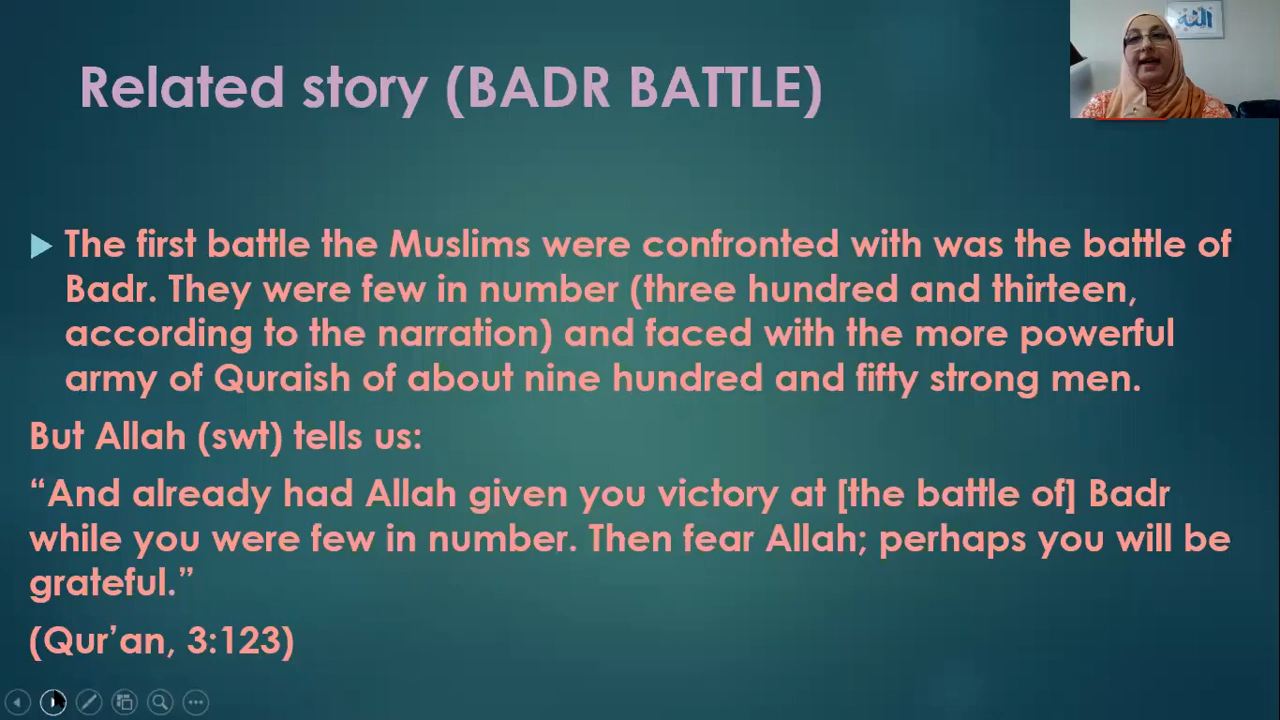 Related story (BADR BATTLE)
The first battle the Muslims were confronted with was the battle of
Badr. They were few in number (three hundred and thirteen,
according to the narration) and faced with the more powerful
army of Quraish of about nine hundred and fifty strong men.
But Allah (swt) tells us:
“And already had Allah given you victory at [the battle of] Badr
while you were few in number. Then fear Allah; perhaps you will be
grateful.”
(Qur’an, 3:123)
الله